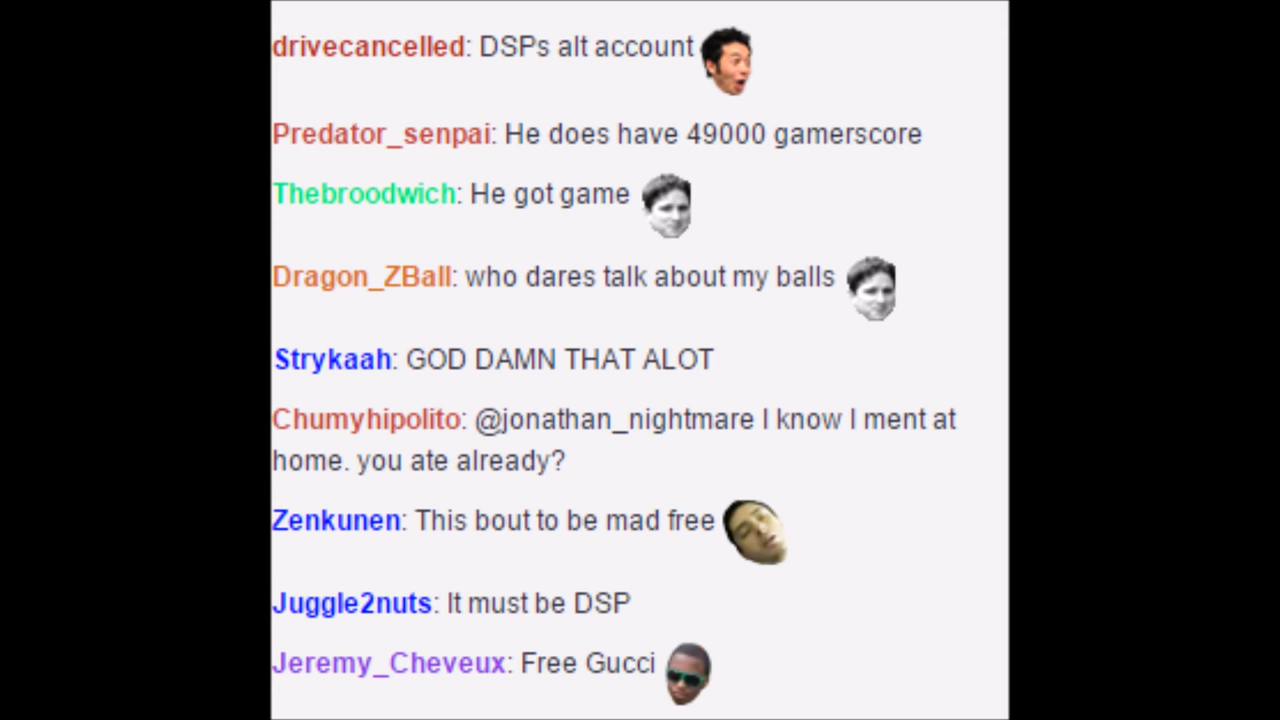 drivecancelled: DSPs alt account
Predator_senpai: He does have 49000 gamerscore
Thebroodwich: He got game
Dragon_ZBall: who dares talk about my balls
Strykaah: GOD DAMN THAT ALOT
Chumyhipolito: @jonathan_nightmare I know I ment at
home. you ate already?
Zenkunen: This bout to be mad free
Juggle2nuts: It must be DSP
Jeremy_Cheveux: Free Gucci